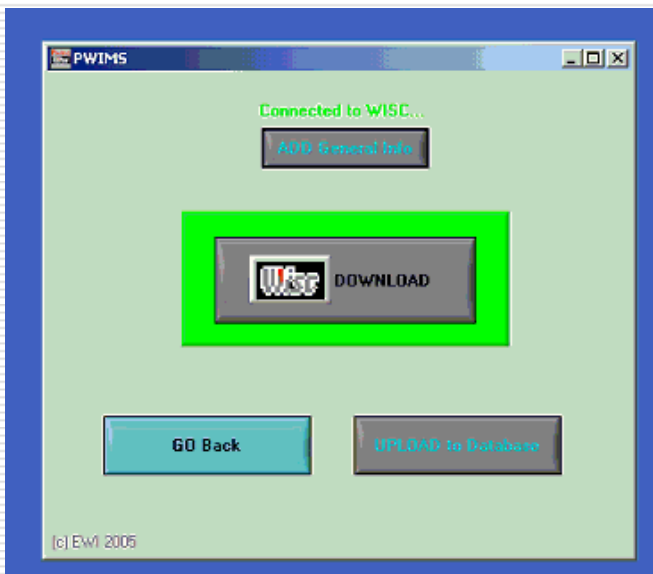 PWIMS
Connected to WISC...
ADD General Info
Wisc DOWNLOAD
GO Back
UPLOAD to Database
(c) EWI 2005